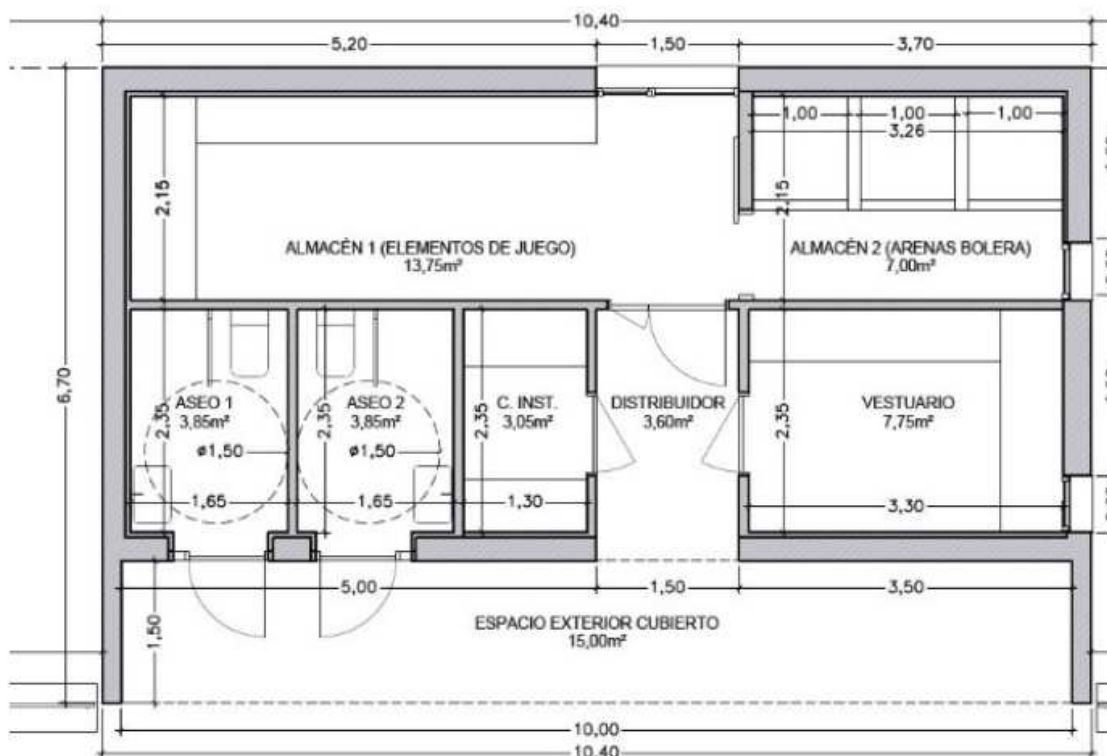 10,40
5,20
1,50
3,70
1,00
1,00
1,00
3,26
2,15
2,15
ALMACÉN 1 (ELEMENTOS DE JUEGO)
13,75m²
ALMACÉN 2 (ARENAS BOLERA)
7,00m²
6,70
ASEO 1
3,85m²
ø1,50
2,35
1,65
ASEO 2
3,85m²
ø1,50
2,35
1,65
C. INST.
3,05m²
2,35
1,30
DISTRIBUIDOR
3,60m²
VESTUARIO
7,75m²
2,35
3,30
5,00
1,50
3,50
1,50
ESPACIO EXTERIOR CUBIERTO
15,00m²
10,00
10,40